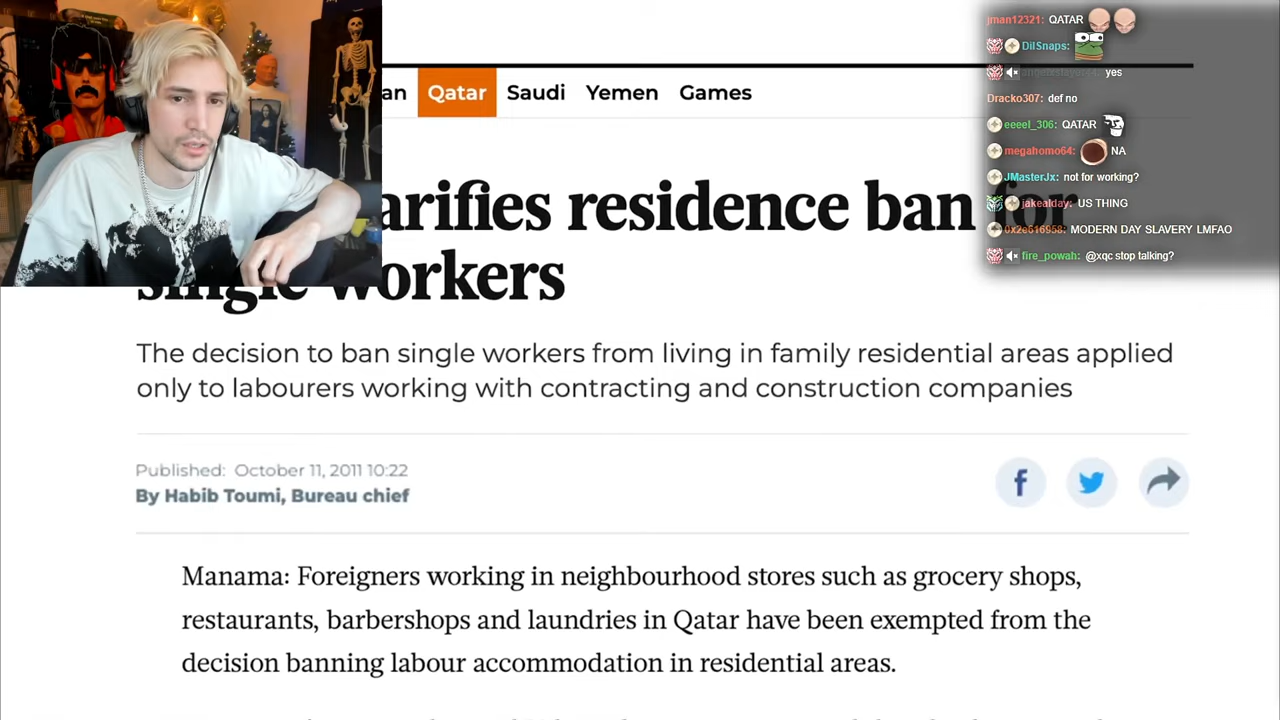 an Qatar Saudi Yemen Games
arifies residence ban for
single workers
The decision to ban single workers from living in family residential areas applied
only to labourers working with contracting and construction companies
Published: October 11, 2011 10:22
By Habib Toumi, Bureau chief
Manama: Foreigners working in neighbourhood stores such as grocery shops,
restaurants, barbershops and laundries in Qatar have been exempted from the
decision banning labour accommodation in residential areas.
jman12321: QATAR
DilSnaps:
yes
Dracko307: def no
eeeel_306: QATAR
megahomo64: NA
JMasterJx: not for working?
jakealday: US THING
0x2e616958: MODERN DAY SLAVERY LMFAO
fire_powah: @xqc stop talking?